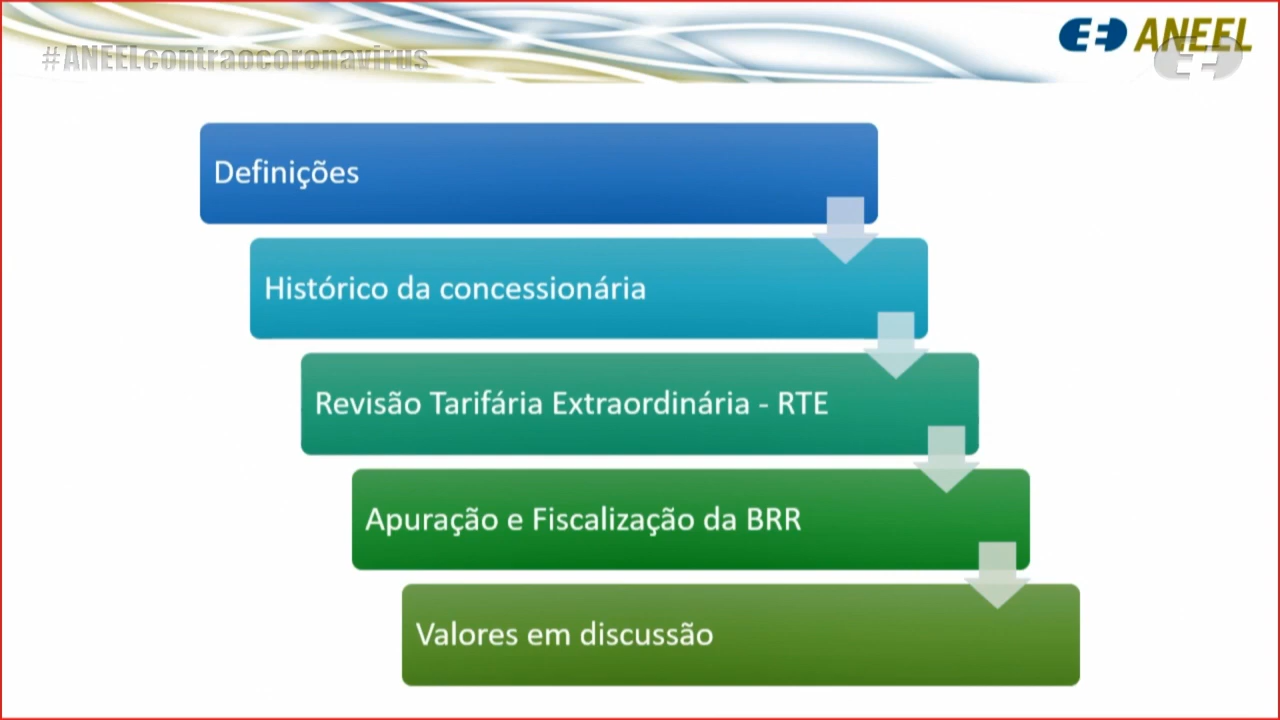 #ANEELcontraocoronavirus
ANEEL
Definições
Histórico da concessionária
Revisão Tarifária Extraordinária - RTE
Apuração e Fiscalização da BRR
Valores em discussão